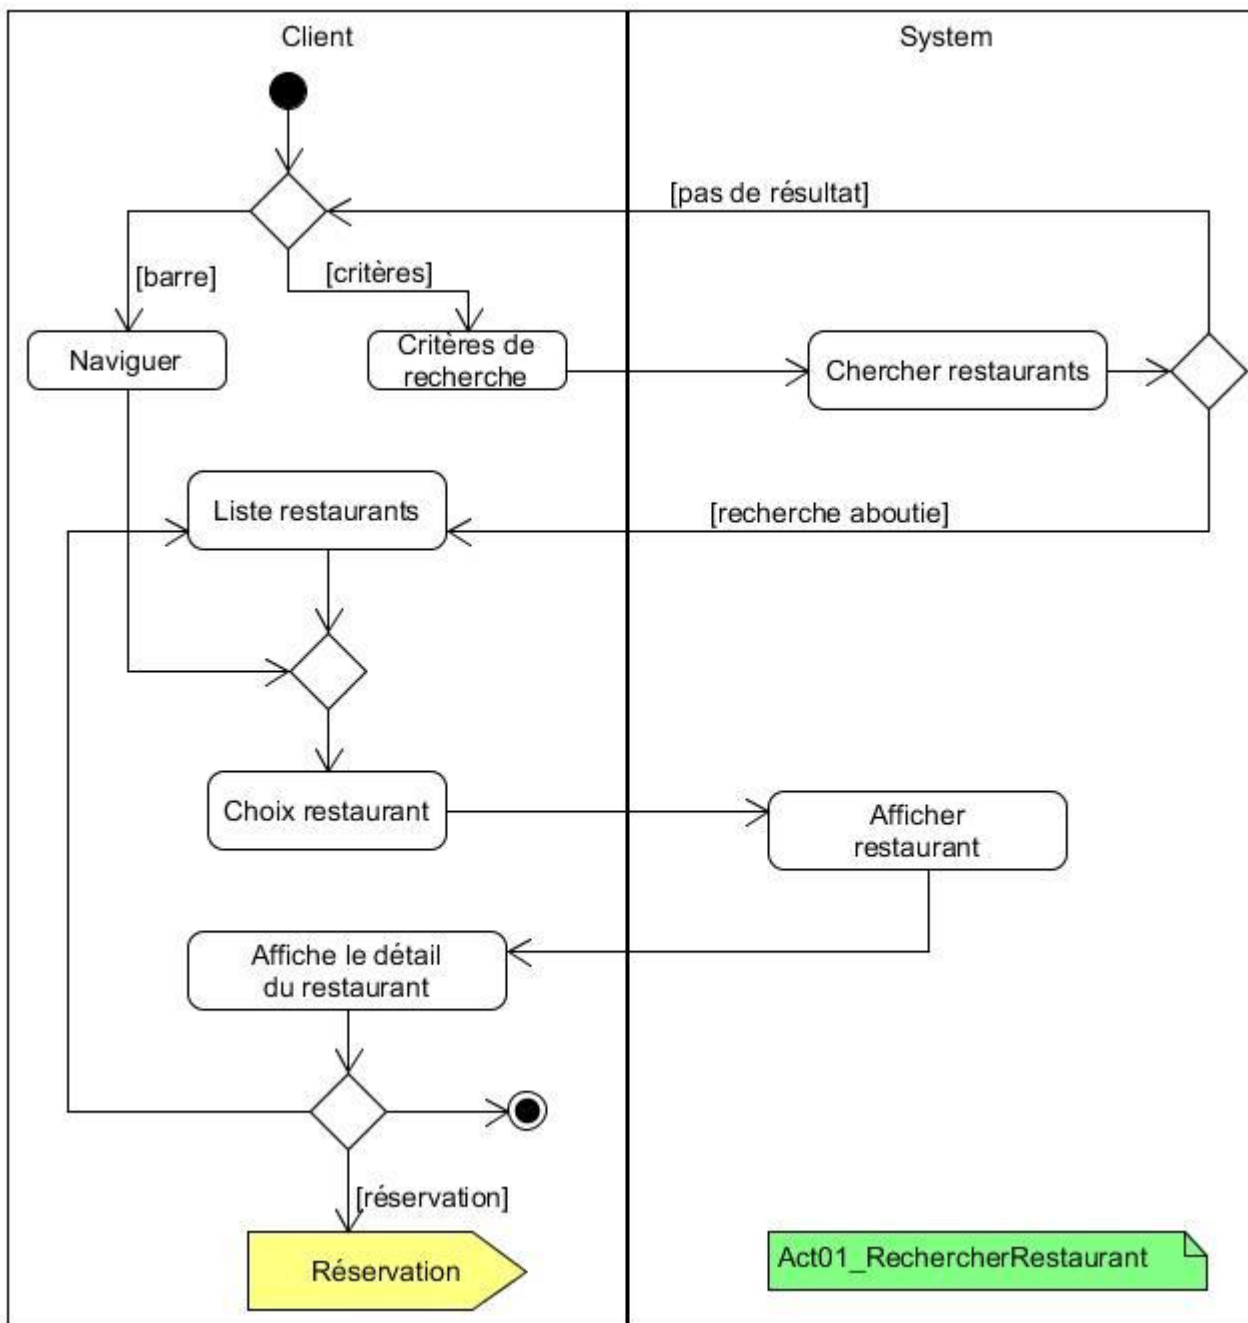 Client
System
[pas de résultat]
[barre]
[critères]
Naviguer
Critères de
recherche
Chercher restaurants
Liste restaurants
[recherche aboutie]
Choix restaurant
Afficher
restaurant
Affiche le détail
du restaurant
[réservation]
Réservation
Act01_RechercherRestaurant